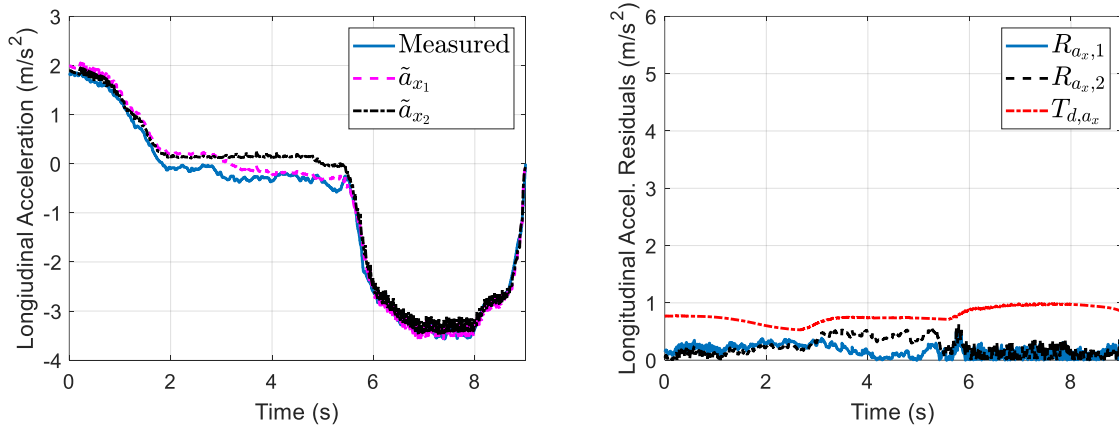 Longiudinal Acceleration (m/s²)
3
2
1
0
-1
-2
-3
-4
0 2 4 6 8
Time (s)
Measured
ã_{x_1}
ã_{x_2}
Longitudinal Accel. Residuals (m/s²)
6
5
4
3
2
1
0
0 2 4 6 8
Time (s)
R_{a_x,1}
R_{a_x,2}
T_{d,a_x}